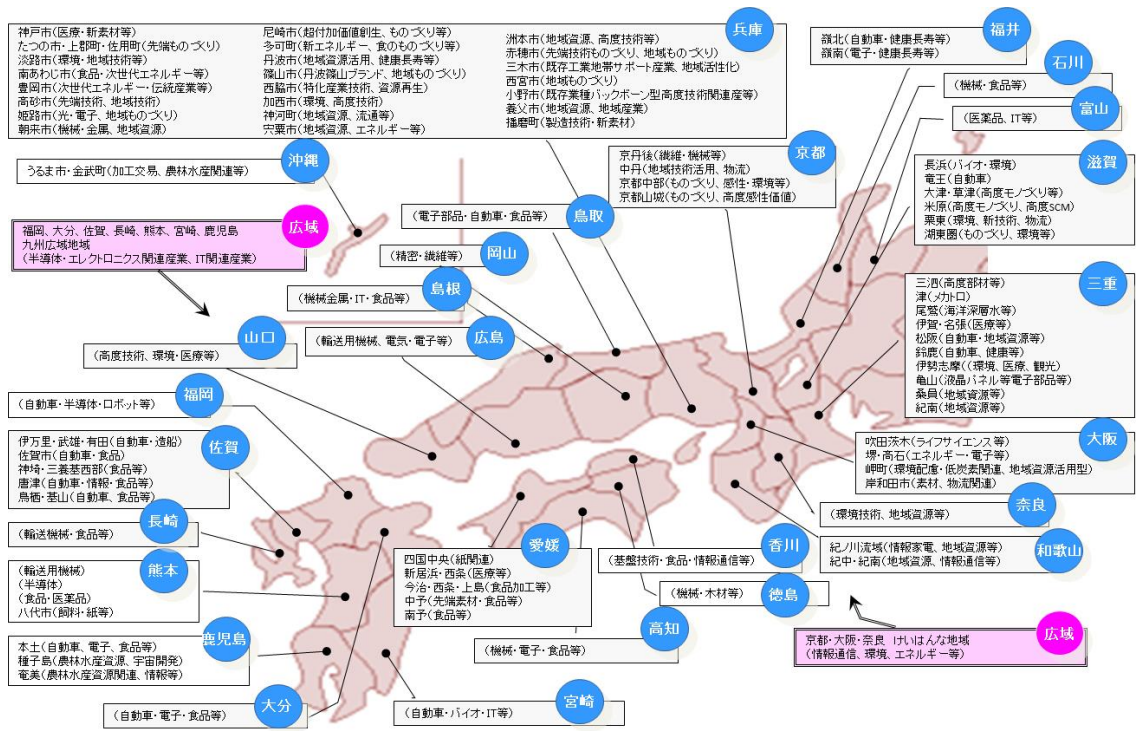 兵庫
神戸市(医療・新素材等)
たつの市・上郡町・佐用町(先端ものづくり)
淡路市(環境・地域技術等)
南あわじ市(食品・次世代エネルギー等)
豊岡市(次世代エネルギー・伝統産業等)
高砂市(先端技術、地域技術)
姫路市(光・電子、地域ものづくり)
朝来市(機械・金属、地域資源)
尼崎市(超付加価値創生、ものづくり等)
多可町(新エネルギー、食のものづくり等)
丹波市(地域資源活用、健康長寿等)
篠山市(丹波篠山ブランド、地域ものづくり)
西脇市(特化産業技術、資源再生)
加西市(環境、高度技術)
神河町(地域資源、流通等)
宍粟市(地域資源、エネルギー等)
洲本市(地域資源、高度技術等)
赤穂市(先端技術ものづくり、地域ものづくり)
三木市(既存工業地帯サポート産業、地域活性化)
西宮市(地域ものづくり)
小野市(既存業種バックボーン型高度技術関連産等)
養父市(地域資源、地域産業)
播磨町(製造技術・新素材)
福井
嶺北(自動車・健康長寿等)
嶺南(電子・健康長寿等)
石川
(機械・食品等)
富山
(医薬品、IT等)
沖縄
うるま市・金武町(加工交易、農林水産関連等)
京都
京丹後(繊維・機械等)
中丹(地域技術活用、物流)
京都中部(ものづくり、感性・環境等)
京都山城(ものづくり、高度感性価値)
滋賀
長浜(バイオ・環境)
竜王(自動車)
大津・草津(高度モノづくり等)
米原(高度モノづくり、高度SCM)
栗東(環境、新技術、物流)
湖東圏(ものづくり、環境等)
広域
福岡、大分、佐賀、長崎、熊本、宮崎、鹿児島
九州広域地域
(半導体・エレクトロニクス関連産業、IT関連産業)
鳥取
(電子部品・自動車・食品等)
岡山
(精密・繊維等)
島根
(機械金属・IT・食品等)
広島
(輸送用機械、電気・電子等)
山口
(高度技術、環境・医療等)
三重
三泗(高度部材等)
津(メカトロ)
尾鷲(海洋深層水等)
伊賀・名張(医療等)
松阪(自動車・地域資源等)
鈴鹿(自動車、健康等)
伊勢志摩((環境、医療、観光)
亀山(液晶パネル等電子部品等)
桑員(地域資源等)
紀南(地域資源等)
福岡
(自動車・半導体・ロボット等)
佐賀
伊万里・武雄・有田(自動車・造船)
佐賀市(自動車・食品)
神埼・三養基西部(食品等)
唐津(自動車・情報・食品等)
鳥栖・基山(自動車、食品等)
大阪
吹田茨木(ライフサイエンス等)
堺・高石(エネルギー・電子等)
岬町(環境配慮・低炭素関連、地域資源活用型)
岸和田市(素材、物流関連)
長崎
(輸送機械・食品等)
奈良
(環境技術、地域資源等)
熊本
(輸送用機械)
(半導体)
(食品・医薬品)
八代市(飼料・紙等)
愛媛
四国中央(紙関連)
新居浜・西条(医療等)
今治・西条・上島(食品加工等)
中予(先端素材・食品等)
南予(食品等)
香川
(基盤技術・食品・情報通信等)
和歌山
紀ノ川流域(情報家電、地域資源等)
紀中・紀南(地域資源、情報通信等)
徳島
(機械・木材等)
高知
(機械・電子・食品等)
鹿児島
本土(自動車、電子、食品等)
種子島(農林水産資源、宇宙開発)
奄美(農林水産資源関連、情報等)
広域
京都・大阪・奈良 けいはんな地域
(情報通信、環境、エネルギー等)
大分
(自動車・電子・食品等)
宮崎
(自動車・バイオ・IT等)